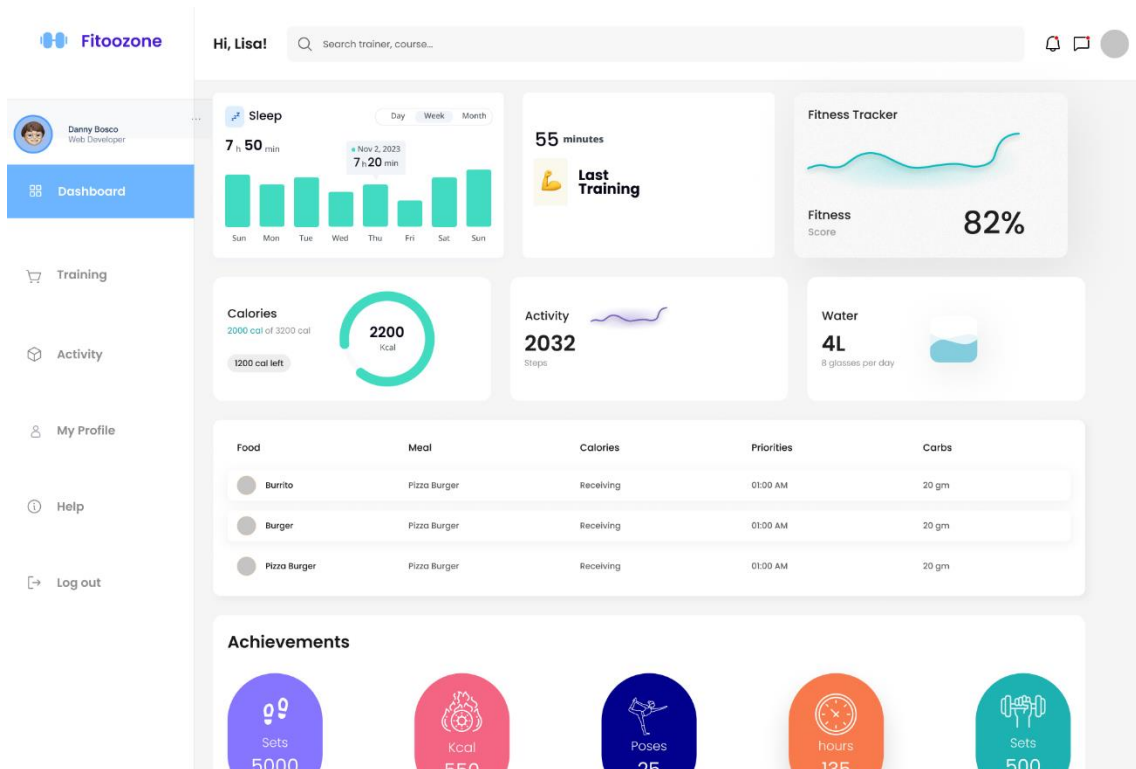 Fitoozone
Hi, Lisa!
Search trainer, course...
Danny Bosco
Web Developer
Dashboard
Training
Activity
My Profile
Help
Log out
Sleep
Day Week Month
7 h 50 min
Nov 2, 2023
7 h 20 min
Sun Mon Tue Wed Thu Fri Sat Sun
55 minutes
Last
Training
Fitness Tracker
Fitness
Score
82%
Calories
2000 cal of 3200 cal
1200 cal left
2200
Kcal
Activity
2032
Steps
Water
4L
8 glasses per day
Food Meal Calories Priorities Carbs
Burrito Pizza Burger Receiving 01:00 AM 20 gm
Burger Pizza Burger Receiving 01:00 AM 20 gm
Pizza Burger Pizza Burger Receiving 01:00 AM 20 gm
Achievements
Sets
5000
Kcal
550
Poses
25
hours
135
Sets
500